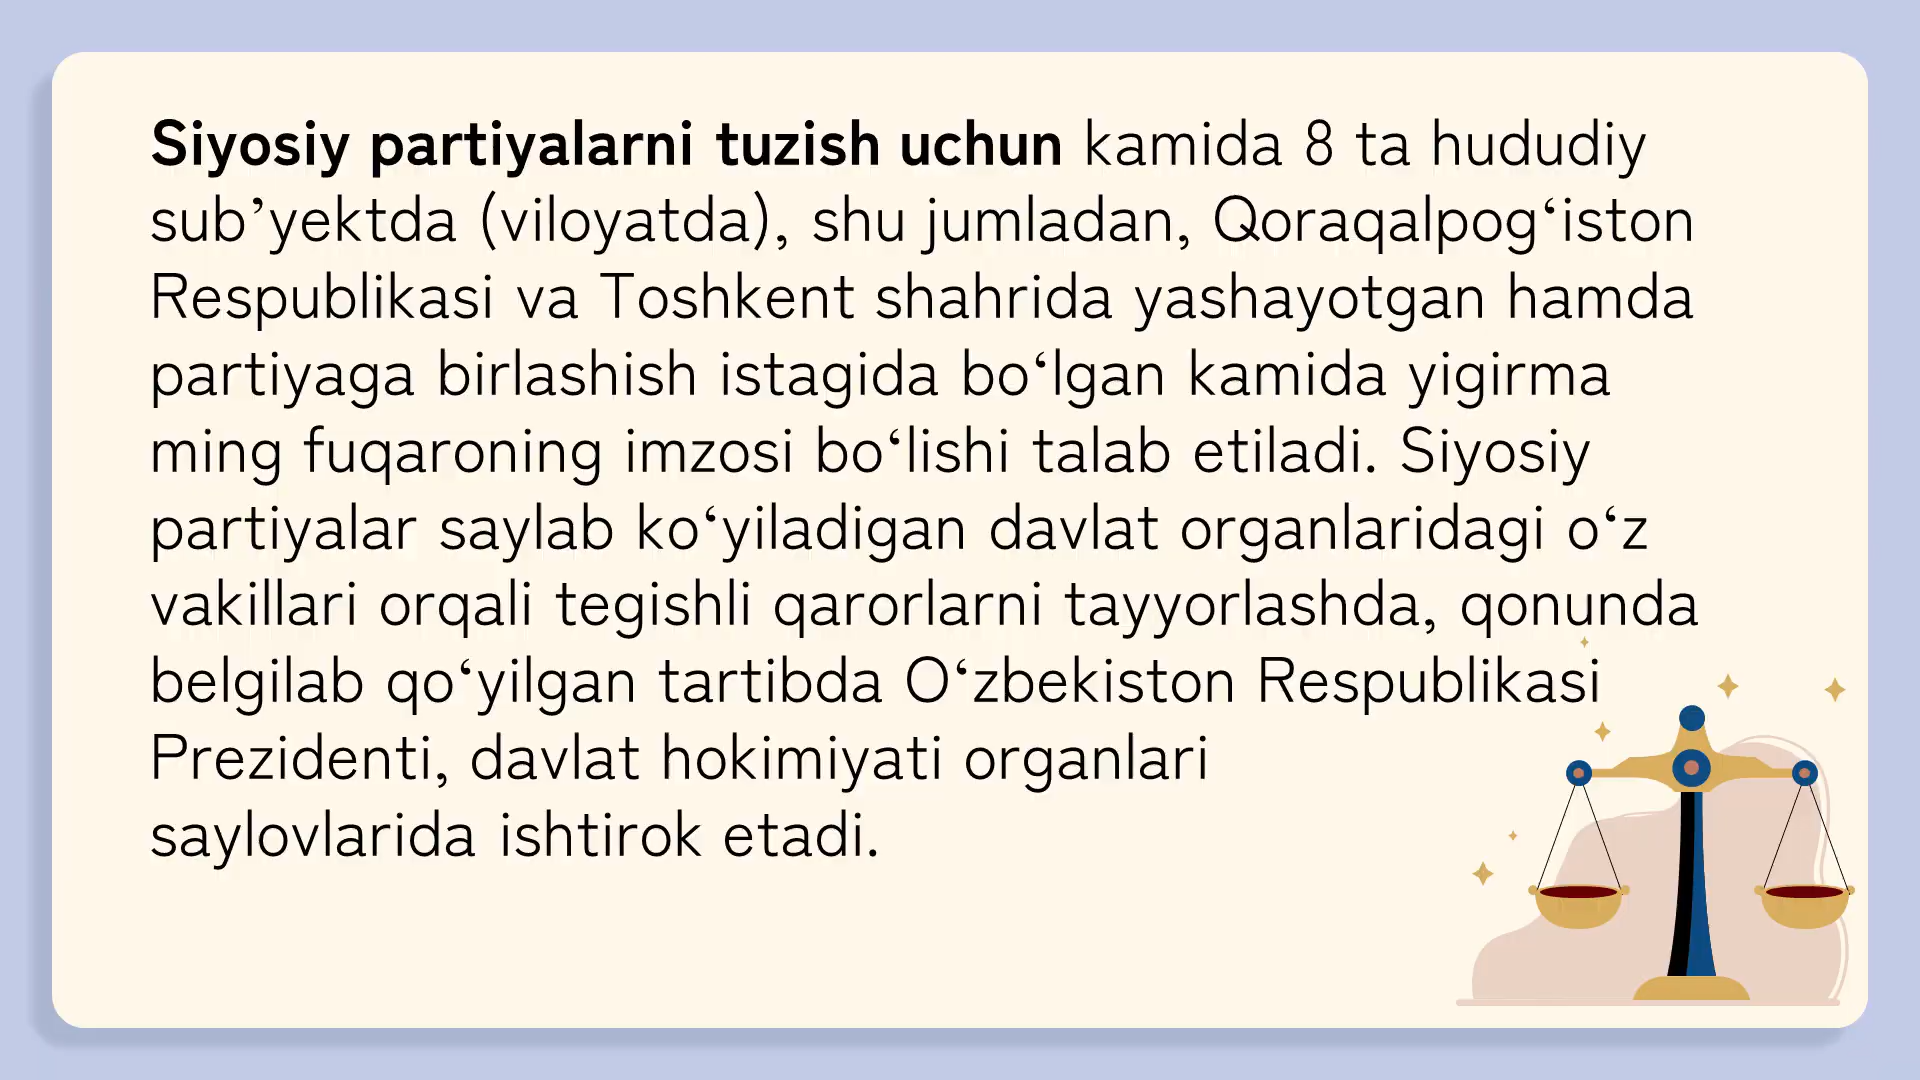 Siyosiy partiyalarni tuzish uchun kamida 8 ta hududiy
sub’yektda (viloyatda), shu jumladan, Qoraqalpog‘iston
Respublikasi va Toshkent shahrida yashayotgan hamda
partiyaga birlashish istagida bo‘lgan kamida yigirma
ming fuqaroning imzosi bo‘lishi talab etiladi. Siyosiy
partiyalar saylab ko‘yiladigan davlat organlaridagi o‘z
vakillari orqali tegishli qarorlarni tayyorlashda, qonunda
belgilab qo‘yilgan tartibda O‘zbekiston Respublikasi
Prezidenti, davlat hokimiyati organlari
saylovlarida ishtirok etadi.